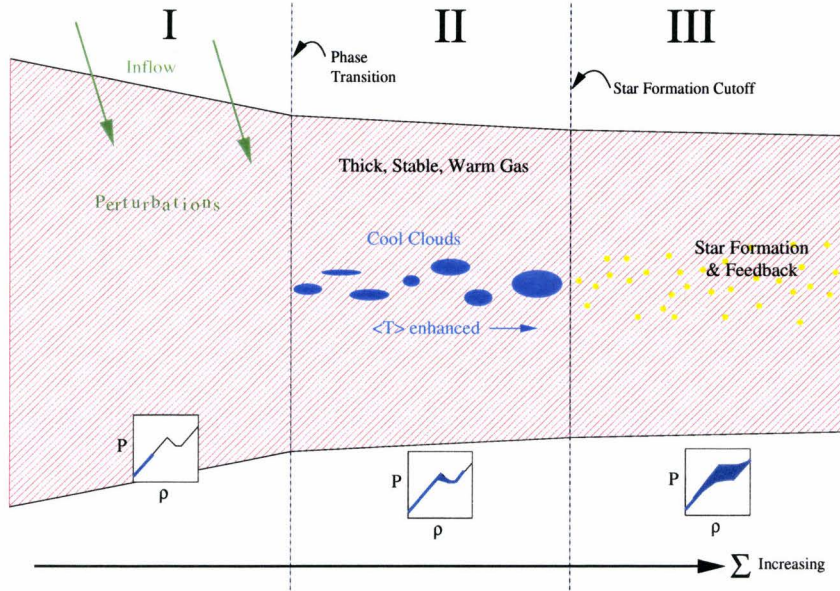 I
II
III
Inflow
Phase
Transition
Star Formation Cutoff
Perturbations
Thick, Stable, Warm Gas
Cool Clouds
<T> enhanced
Star Formation
& Feedback
P
ρ
P
ρ
P
ρ
Σ Increasing